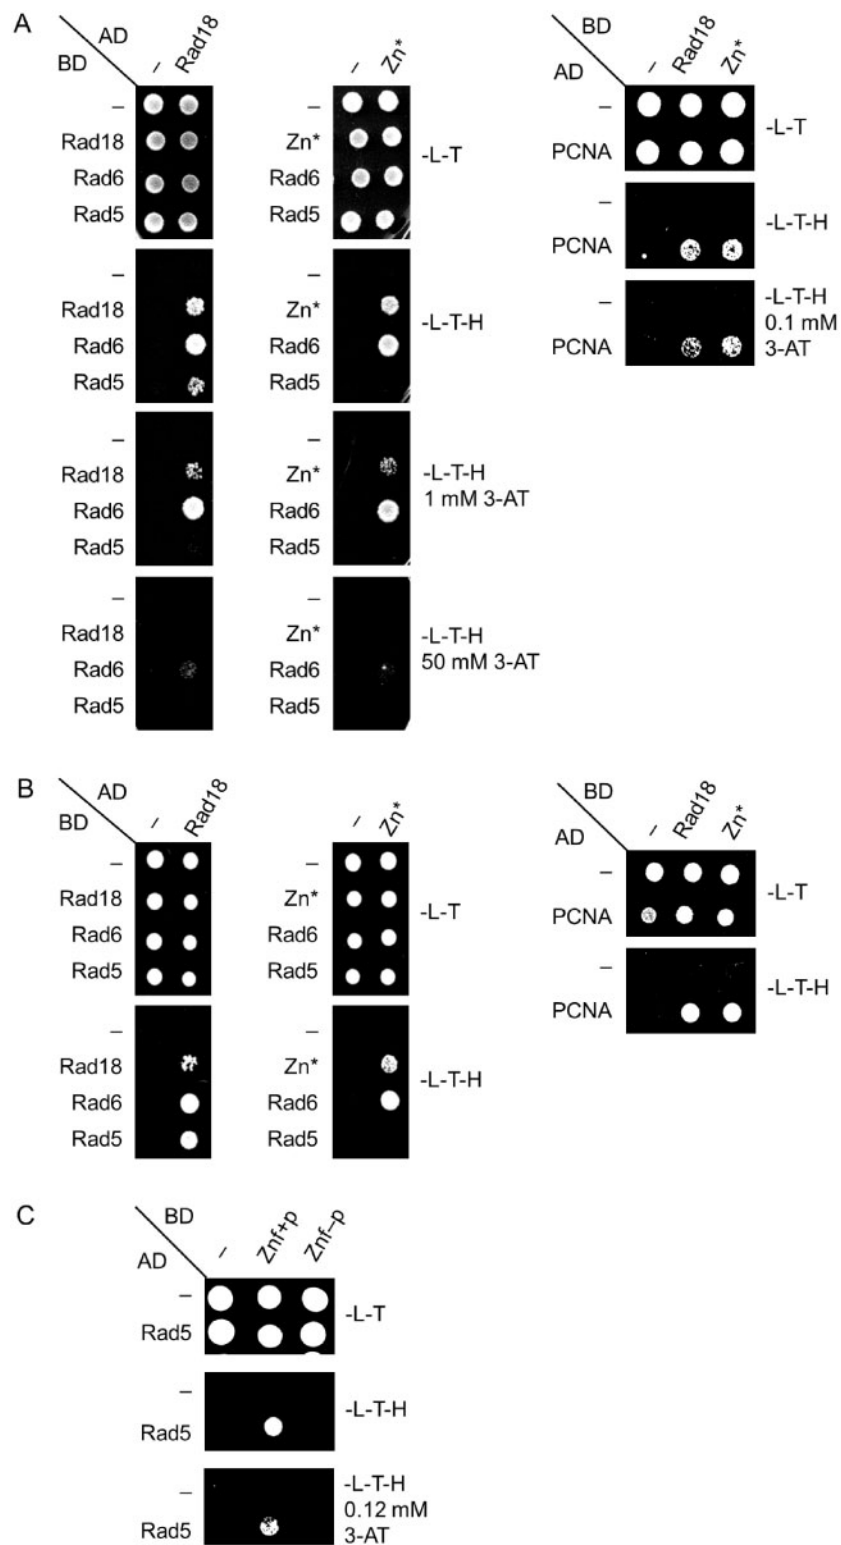 A
AD
BD
– Rad18
–
Rad18
Rad6
Rad5
– Zn*
–
Zn*
Rad6
Rad5
-L-T
–
Rad18
Rad6
Rad5
–
Zn*
Rad6
Rad5
-L-T-H
–
Rad18
Rad6
Rad5
–
Zn*
Rad6
Rad5
-L-T-H
1 mM 3-AT
–
Rad18
Rad6
Rad5
–
Zn*
Rad6
Rad5
-L-T-H
50 mM 3-AT
BD
AD
– Rad18 Zn*
–
PCNA
-L-T
–
PCNA
-L-T-H
–
PCNA
-L-T-H
0.1 mM
3-AT
B
AD
BD
– Rad18
–
Rad18
Rad6
Rad5
– Zn*
–
Zn*
Rad6
Rad5
-L-T
–
Rad18
Rad6
Rad5
–
Zn*
Rad6
Rad5
-L-T-H
BD
AD
– Rad18 Zn*
–
PCNA
-L-T
–
PCNA
-L-T-H
C
BD
AD
– Znf+p Znf–p
–
Rad5
-L-T
–
Rad5
-L-T-H
–
Rad5
-L-T-H
0.12 mM
3-AT